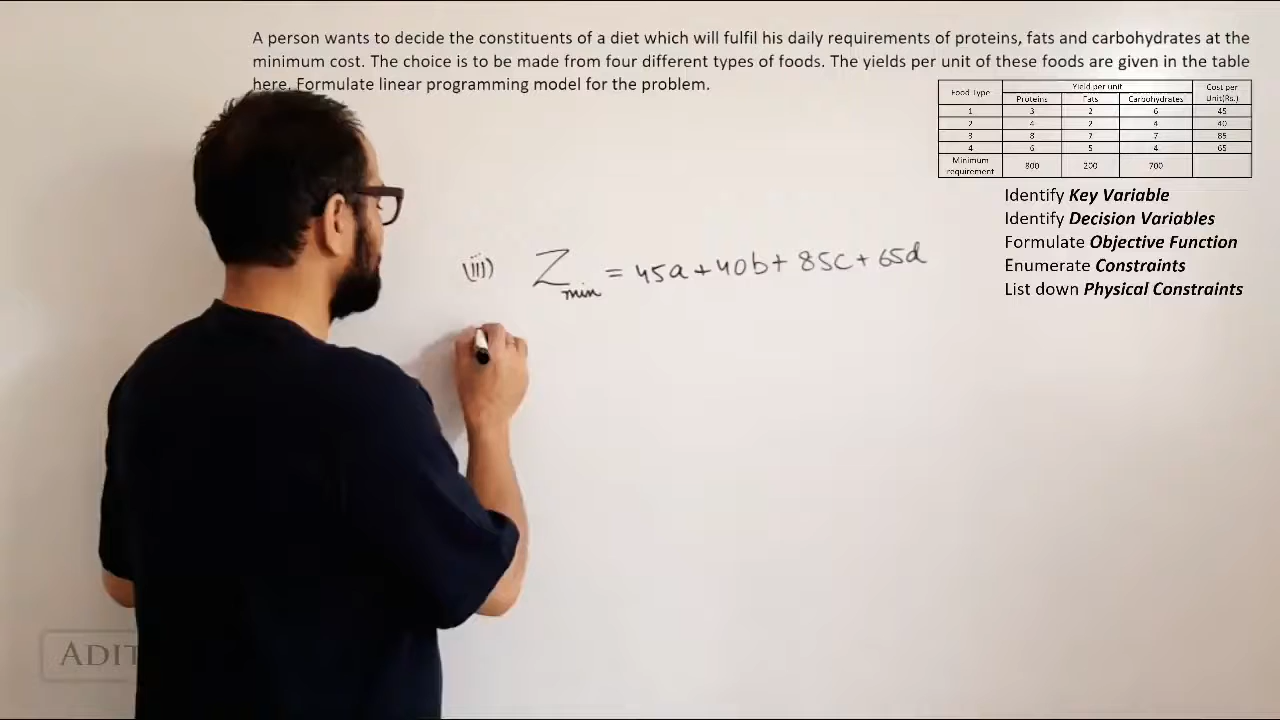 A person wants to decide the constituents of a diet which will fulfil his daily requirements of proteins, fats and carbohydrates at the
minimum cost. The choice is to be made from four different types of foods. The yields per unit of these foods are given in the table
here. Formulate linear programming model for the problem.
Food Type Yield per unit Cost per Unit(Rs.)
Proteins Fats Carbohydrates
1 3 2 6 45
2 4 2 4 40
3 8 7 7 85
4 6 5 4 65
Minimum requirement 800 200 700
Identify Key Variable
Identify Decision Variables
Formulate Objective Function
Enumerate Constraints
List down Physical Constraints
(iii) Zmin = 45a + 40b + 85c + 65d
ADIT